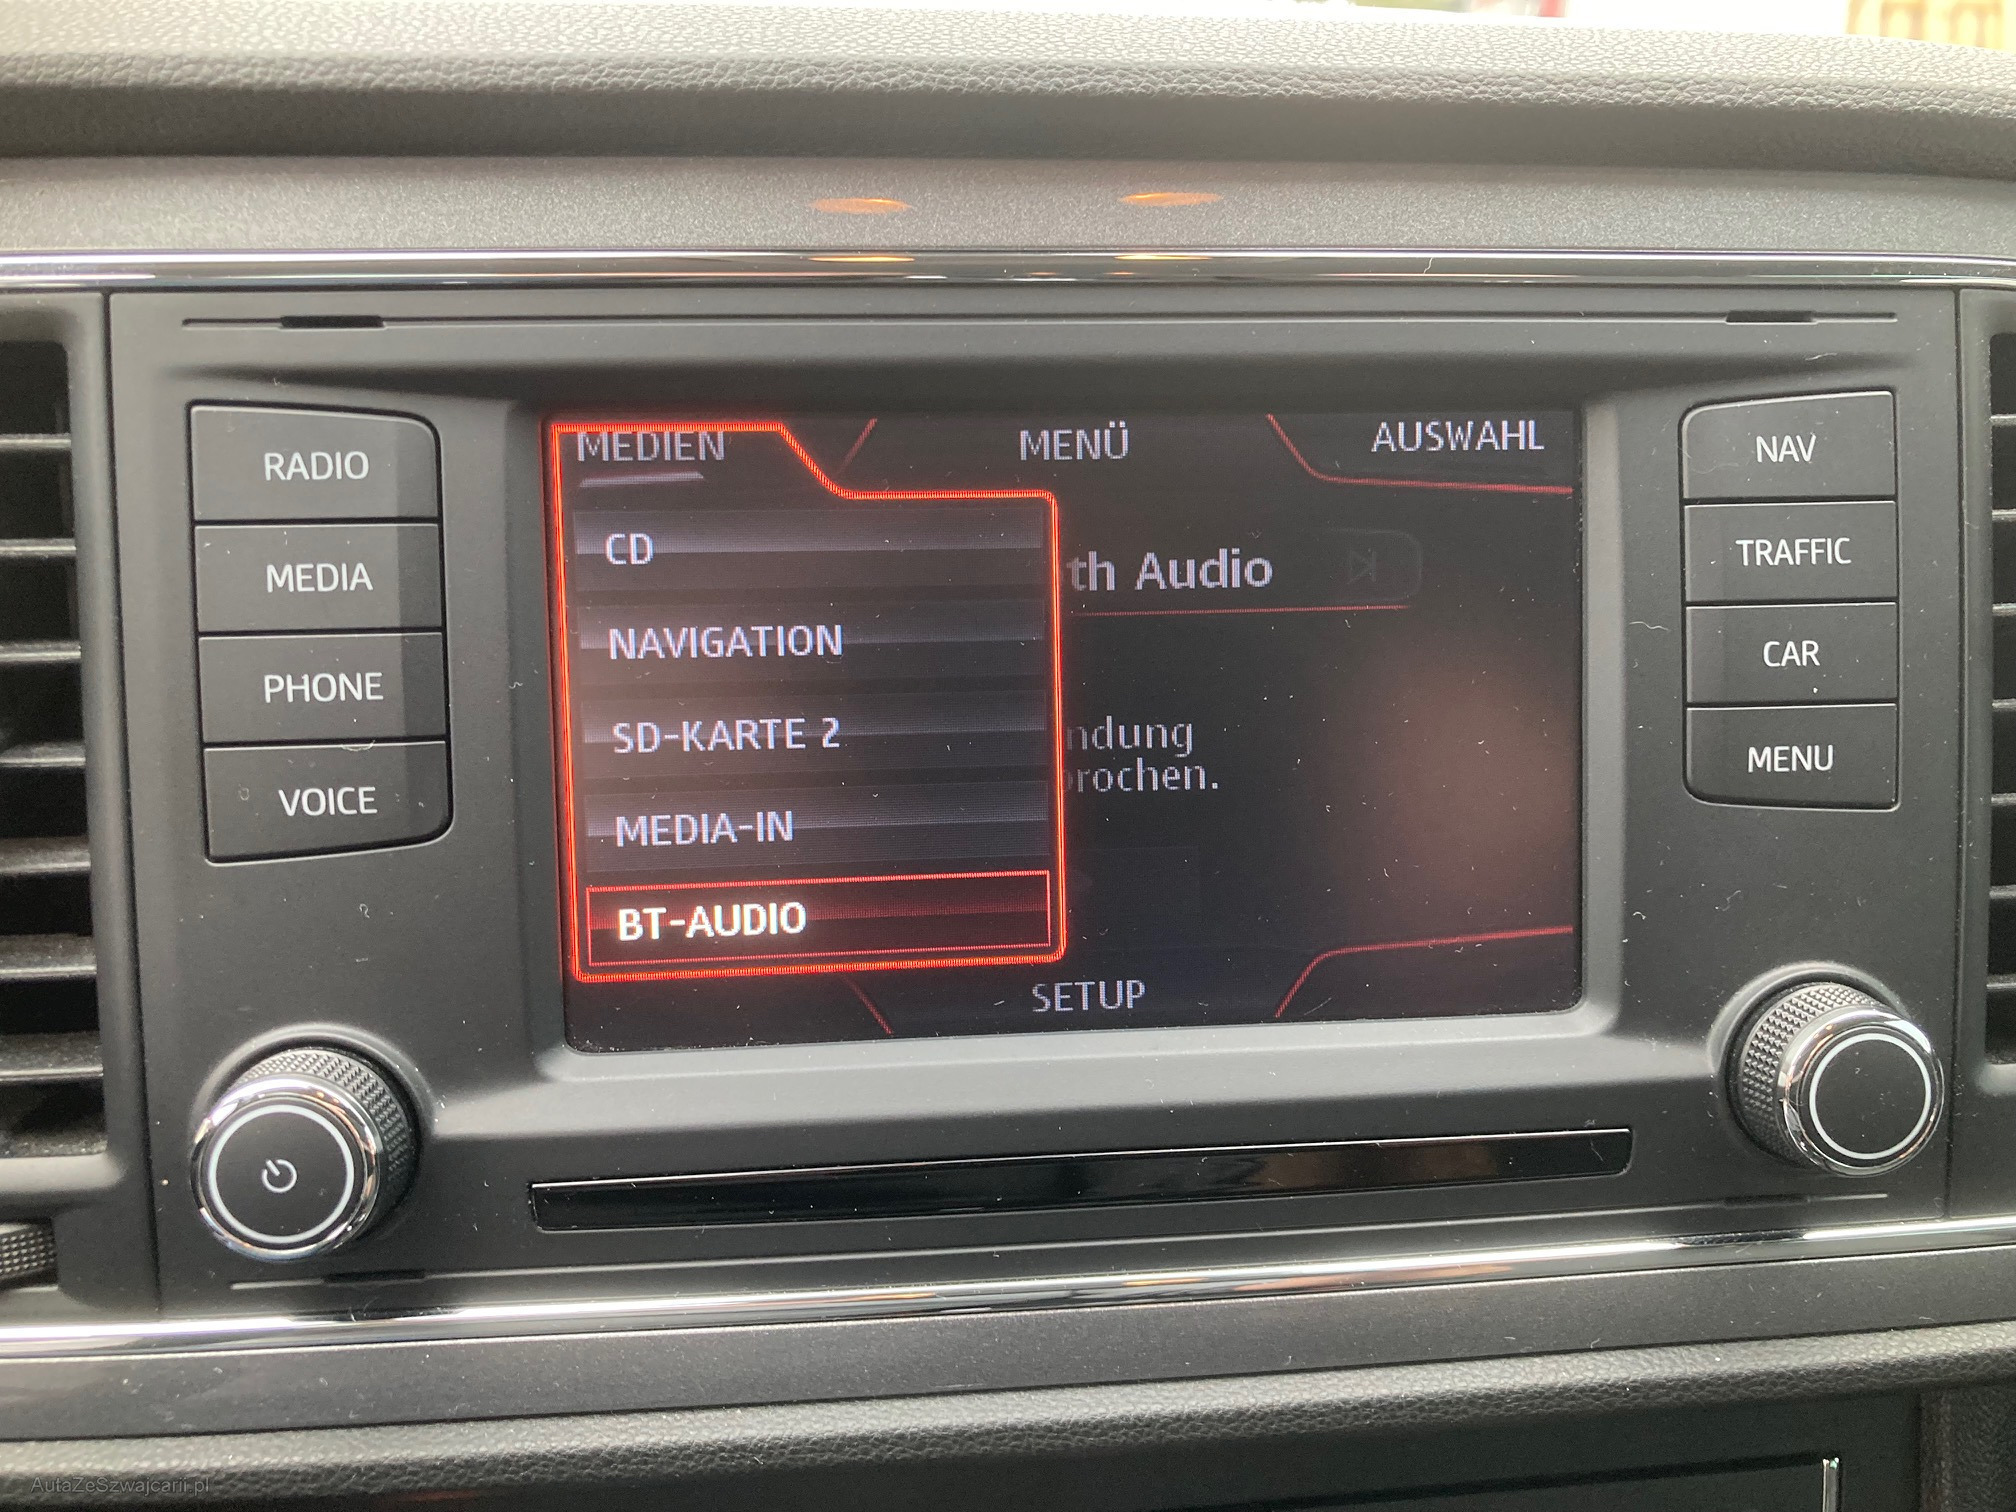 RADIO
MEDIA
PHONE
VOICE
MEDIEN
MENÜ
AUSWAHL
CD
NAVIGATION
SD-KARTE 2
MEDIA-IN
BT-AUDIO
th Audio
ndung
prochen.
SETUP
NAV
TRAFFIC
CAR
MENU
AutaZeSzwajcarii.pl